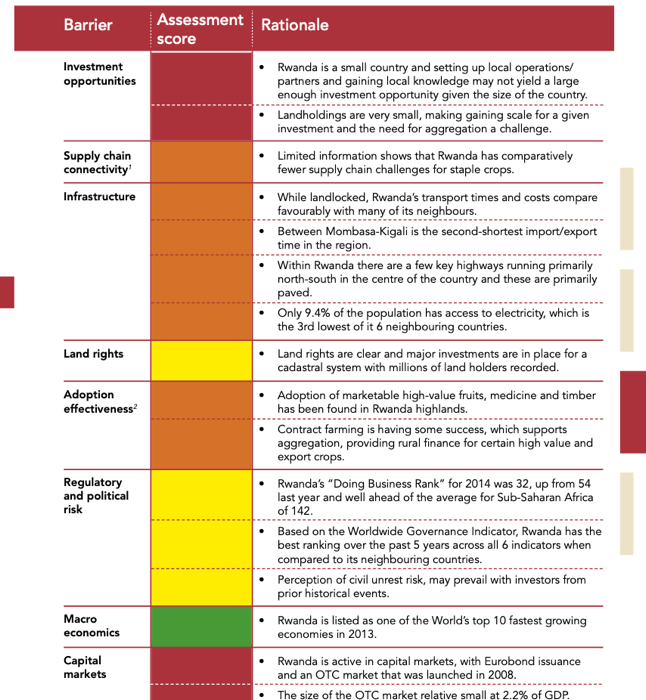 Barrier
Assessment
score
Rationale
Investment
opportunities
• Rwanda is a small country and setting up local operations/
partners and gaining local knowledge may not yield a large
enough investment opportunity given the size of the country.
• Landholdings are very small, making gaining scale for a given
investment and the need for aggregation a challenge.
Supply chain
connectivity¹
• Limited information shows that Rwanda has comparatively
fewer supply chain challenges for staple crops.
Infrastructure
• While landlocked, Rwanda's transport times and costs compare
favourably with many of its neighbours.
• Between Mombasa-Kigali is the second-shortest import/export
time in the region.
• Within Rwanda there are a few key highways running primarily
north-south in the centre of the country and these are primarily
paved.
• Only 9.4% of the population has access to electricity, which is
the 3rd lowest of it 6 neighbouring countries.
Land rights
• Land rights are clear and major investments are in place for a
cadastral system with millions of land holders recorded.
Adoption
effectiveness²
• Adoption of marketable high-value fruits, medicine and timber
has been found in Rwanda highlands.
• Contract farming is having some success, which supports
aggregation, providing rural finance for certain high value and
export crops.
Regulatory
and political
risk
• Rwanda's "Doing Business Rank" for 2014 was 32, up from 54
last year and well ahead of the average for Sub-Saharan Africa
of 142.
• Based on the Worldwide Governance Indicator, Rwanda has the
best ranking over the past 5 years across all 6 indicators when
compared to its neighbouring countries.
• Perception of civil unrest risk, may prevail with investors from
prior historical events.
Macro
economics
• Rwanda is listed as one of the World's top 10 fastest growing
economies in 2013.
Capital
markets
• Rwanda is active in capital markets, with Eurobond issuance
and an OTC market that was launched in 2008.
• The size of the OTC market relative small at 2.2% of GDP.